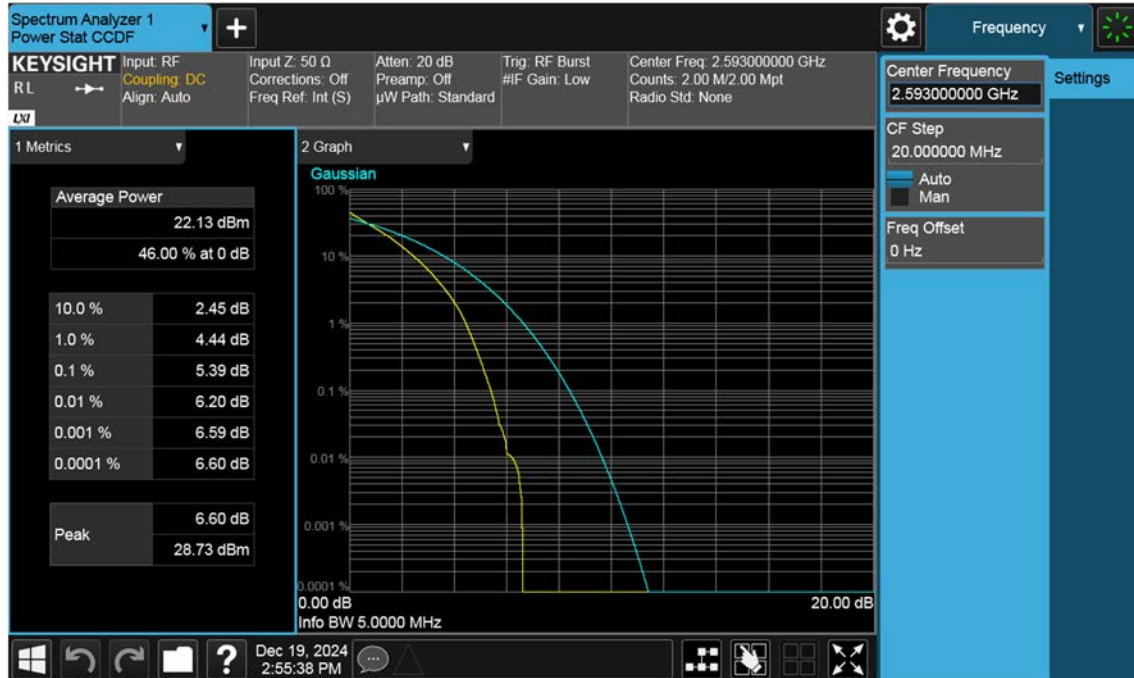 Spectrum Analyzer 1
Power Stat CCDF
Frequency
KEYSIGHT
RL
LXI
Input: RF
Coupling: DC
Align: Auto
Input Z: 50 Ω
Corrections: Off
Freq Ref: Int (S)
Atten: 20 dB
Preamp: Off
µW Path: Standard
Trig: RF Burst
#IF Gain: Low
Center Freq: 2.593000000 GHz
Counts: 2.00 M/2.00 Mpt
Radio Std: None
Center Frequency
2.593000000 GHz
Settings
CF Step
20.000000 MHz
Auto
Man
Freq Offset
0 Hz
1 Metrics
Average Power
22.13 dBm
46.00 % at 0 dB
10.0 % 2.45 dB
1.0 % 4.44 dB
0.1 % 5.39 dB
0.01 % 6.20 dB
0.001 % 6.59 dB
0.0001 % 6.60 dB
Peak
6.60 dB
28.73 dBm
2 Graph
Gaussian
100 %
10 %
1 %
0.1 %
0.01 %
0.001 %
0.0001 %
0.00 dB 20.00 dB
Info BW 5.0000 MHz
Dec 19, 2024
2:55:38 PM